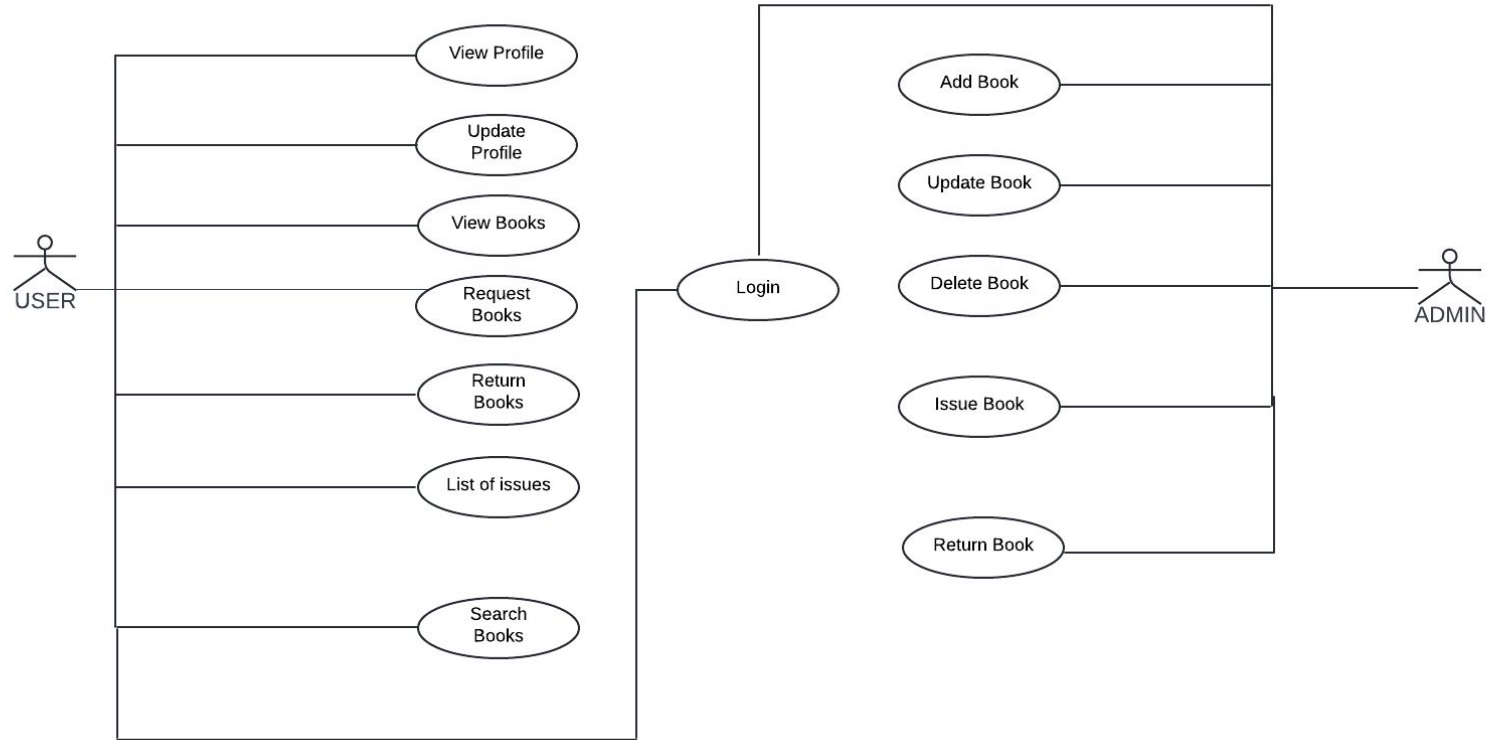 View Profile
Update
Profile
View Books
USER
Request
Books
Return
Books
List of issues
Search
Books
Login
Add Book
Update Book
Delete Book
Issue Book
Return Book
ADMIN